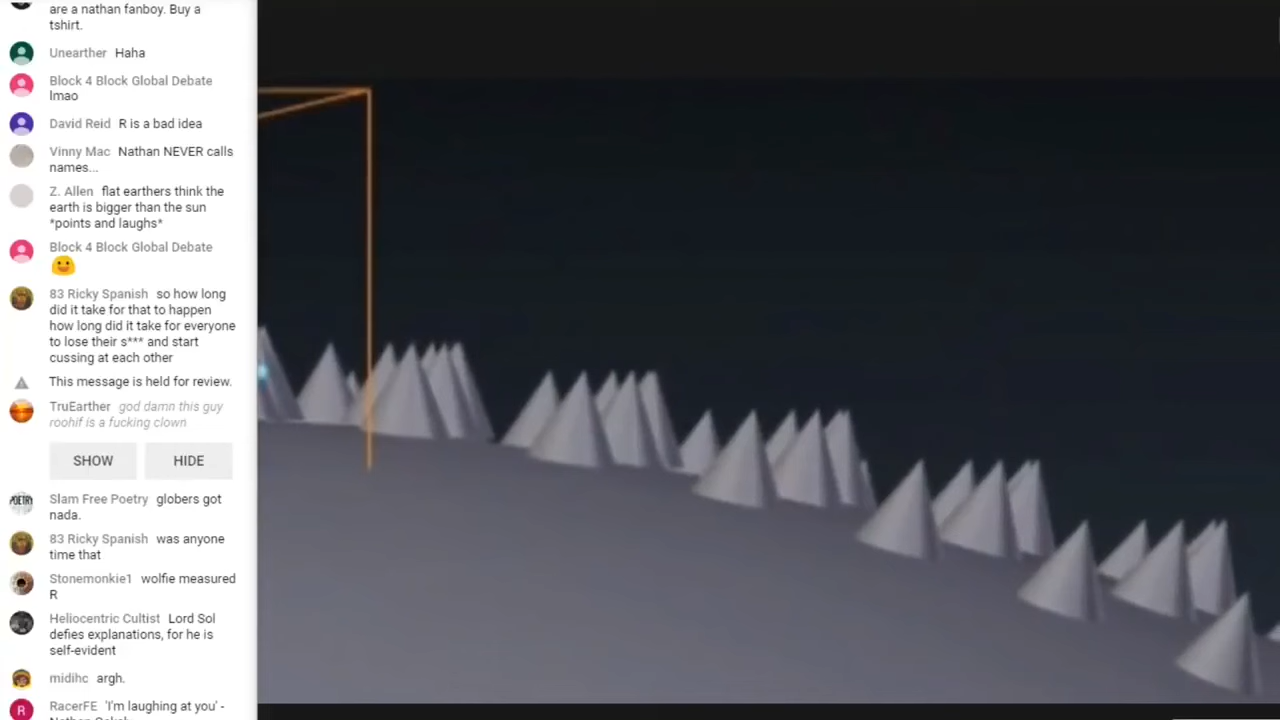 are a nathan fanboy. Buy a
tshirt.
Unearther Haha
Block 4 Block Global Debate
lmao
David Reid R is a bad idea
Vinny Mac Nathan NEVER calls
names...
Z. Allen flat earthers think the
earth is bigger than the sun
*points and laughs*
Block 4 Block Global Debate
83 Ricky Spanish so how long
did it take for that to happen
how long did it take for everyone
to lose their s*** and start
cussing at each other
This message is held for review.
TruEarther god damn this guy
roohif is a fucking clown
SHOW HIDE
POETRY
Slam Free Poetry globers got
nada.
83 Ricky Spanish was anyone
time that
Stonemonkie1 wolfie measured
R
Heliocentric Cultist Lord Sol
defies explanations, for he is
self-evident
midihc argh.
R
RacerFE 'I'm laughing at you' -
Nathan